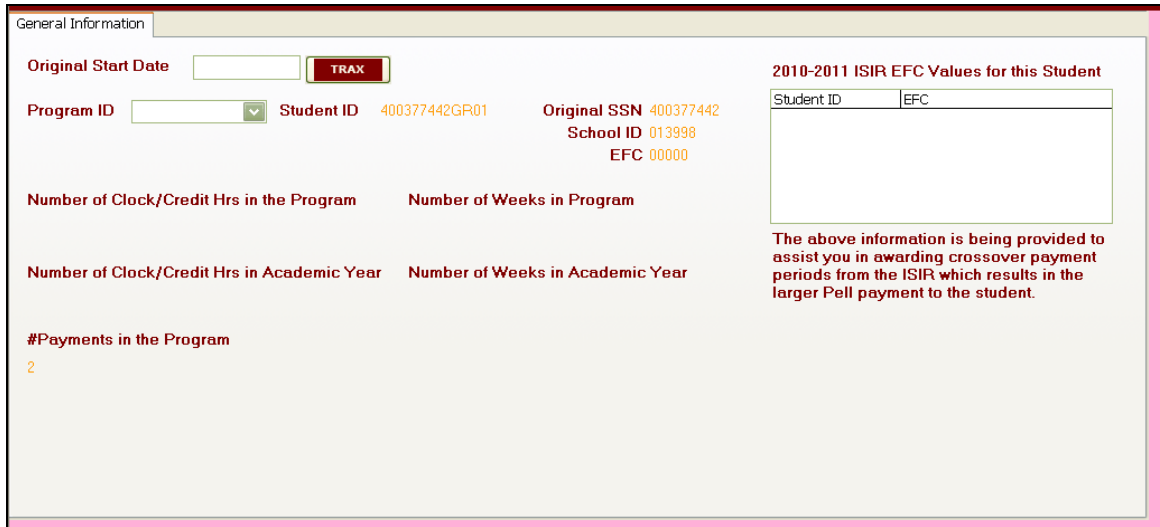 General Information
Original Start Date TRAX
2010-2011 ISIR EFC Values for this Student
Student ID EFC
Program ID Student ID 400377442GR01 Original SSN 400377442
School ID 013998
EFC 00000
Number of Clock/Credit Hrs in the Program Number of Weeks in Program
The above information is being provided to
assist you in awarding crossover payment
periods from the ISIR which results in the
larger Pell payment to the student.
Number of Clock/Credit Hrs in Academic Year Number of Weeks in Academic Year
#Payments in the Program
2